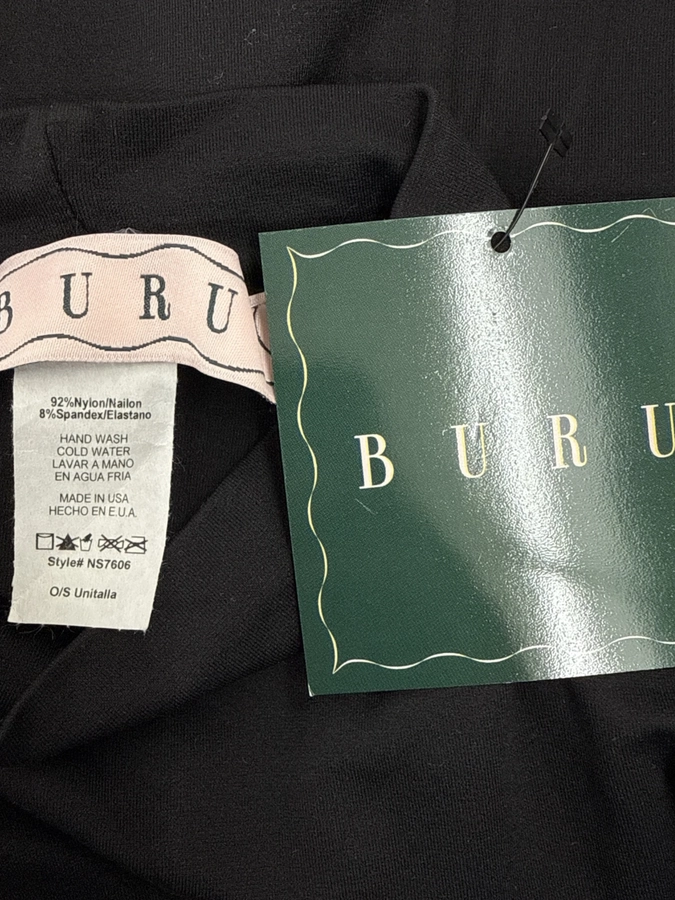 BURU
92%Nylon/Nailon
8%Spandex/Elastano
HAND WASH
COLD WATER
LAVAR A MANO
EN AGUA FRIA
MADE IN USA
HECHO EN E.U.A.
Style# NS7606
O/S Unitalla
BURU